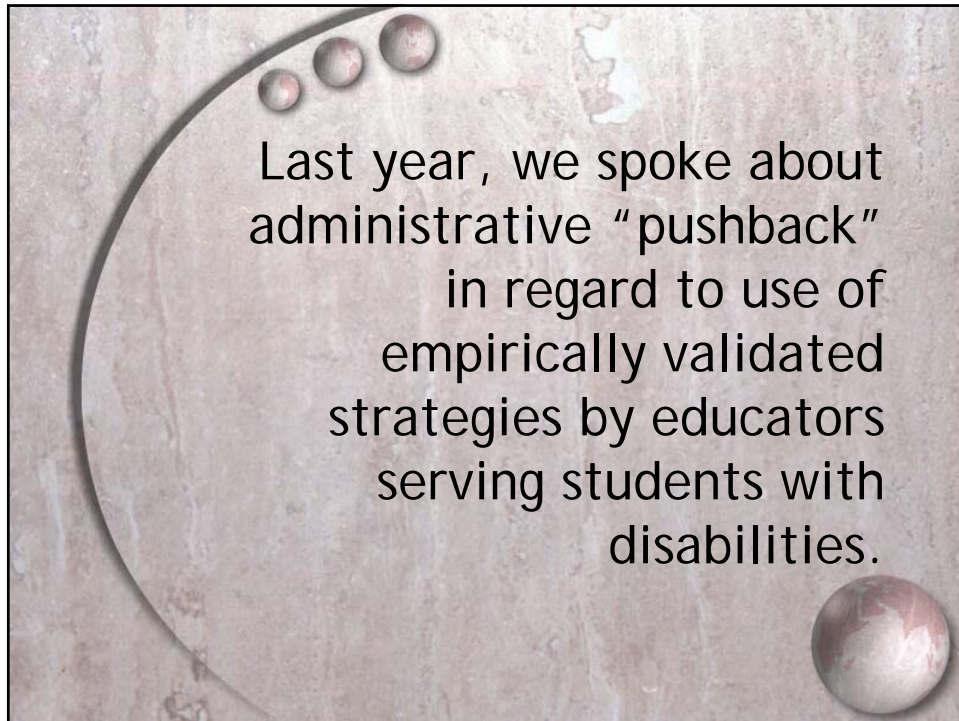 Last year, we spoke about
administrative “pushback”
in regard to use of
empirically validated
strategies by educators
serving students with
disabilities.